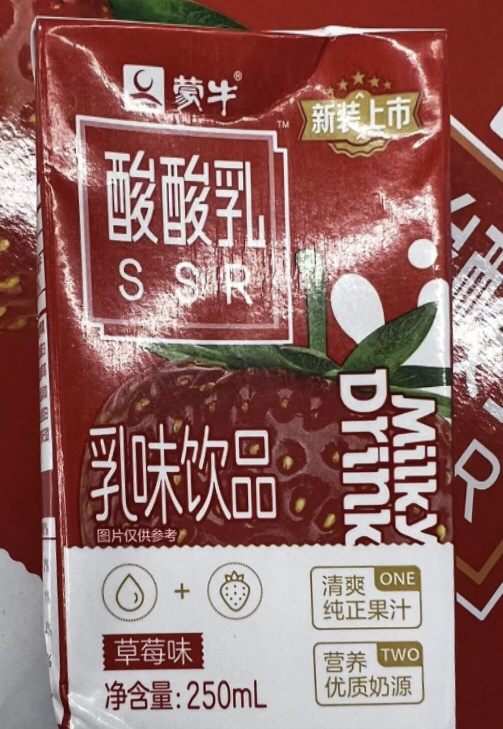 蒙牛®
新装上市
酸酸乳™
SSR
Milky
Drink
乳味饮品
图片仅供参考
+
清爽 ONE
纯正果汁
草莓味
营养 TWO
优质奶源
净含量:250mL
R